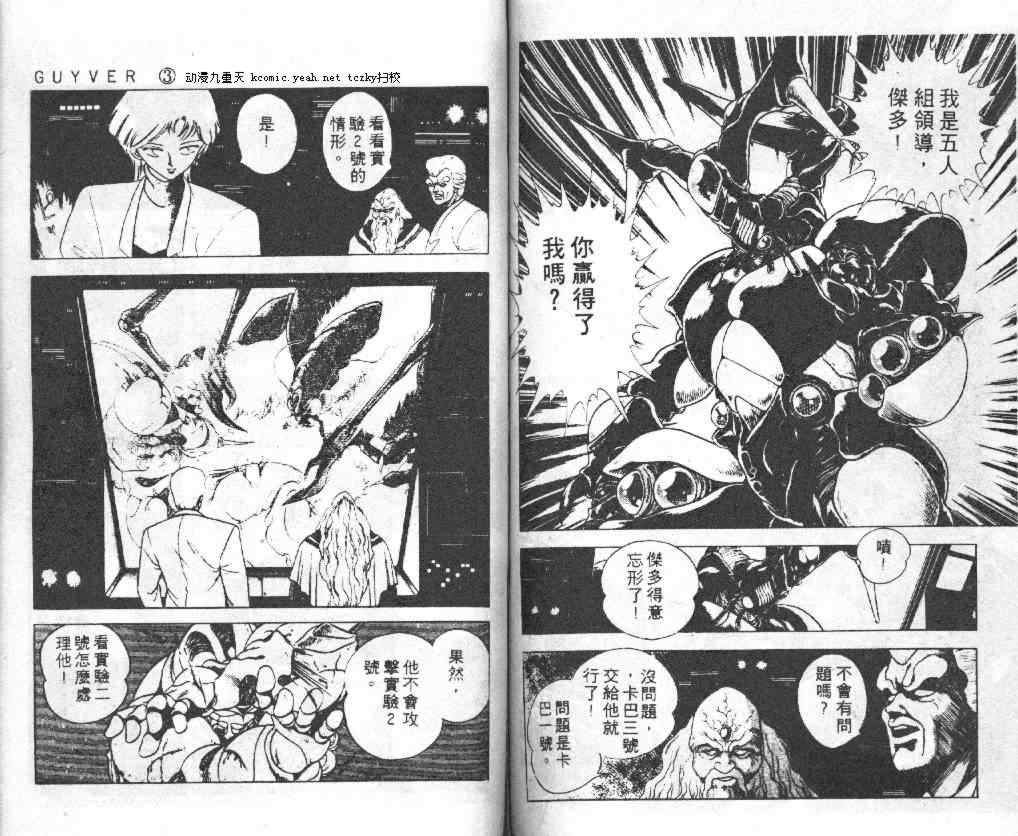 我是五人
組領導，
傑多！
你贏得了
我嗎？
嘖！
傑多得意
忘形了！
不會有問
題嗎？
沒問題，
卡巴三號
交給他就
行了！
問題是卡
巴一號。
GUYVER ③ 动漫九重天 kcomic.yeah.net tczky扫校
看看實
驗2號的
情形。
是！
果然，
他不會攻
擊實驗2
號。
看實驗二
號怎麼處
理他！